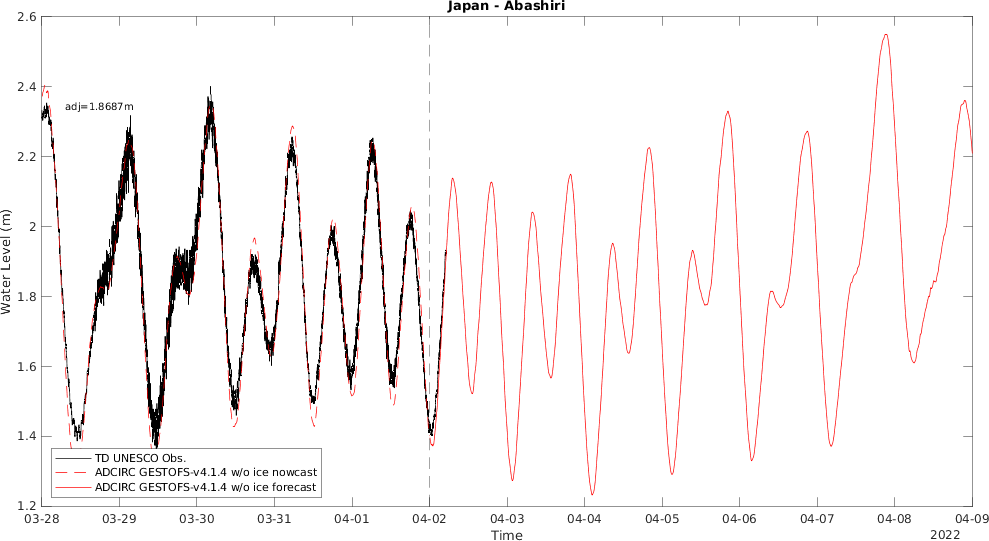 Japan - Abashiri
2.6
2.4
adj=1.8687m
2.2
2
Water Level (m)
1.8
1.6
1.4
TD UNESCO Obs.
ADCIRC GESTOFS-v4.1.4 w/o ice nowcast
ADCIRC GESTOFS-v4.1.4 w/o ice forecast
1.2
03-28 03-29 03-30 03-31 04-01 04-02 04-03 04-04 04-05 04-06 04-07 04-08 04-09
Time
2022